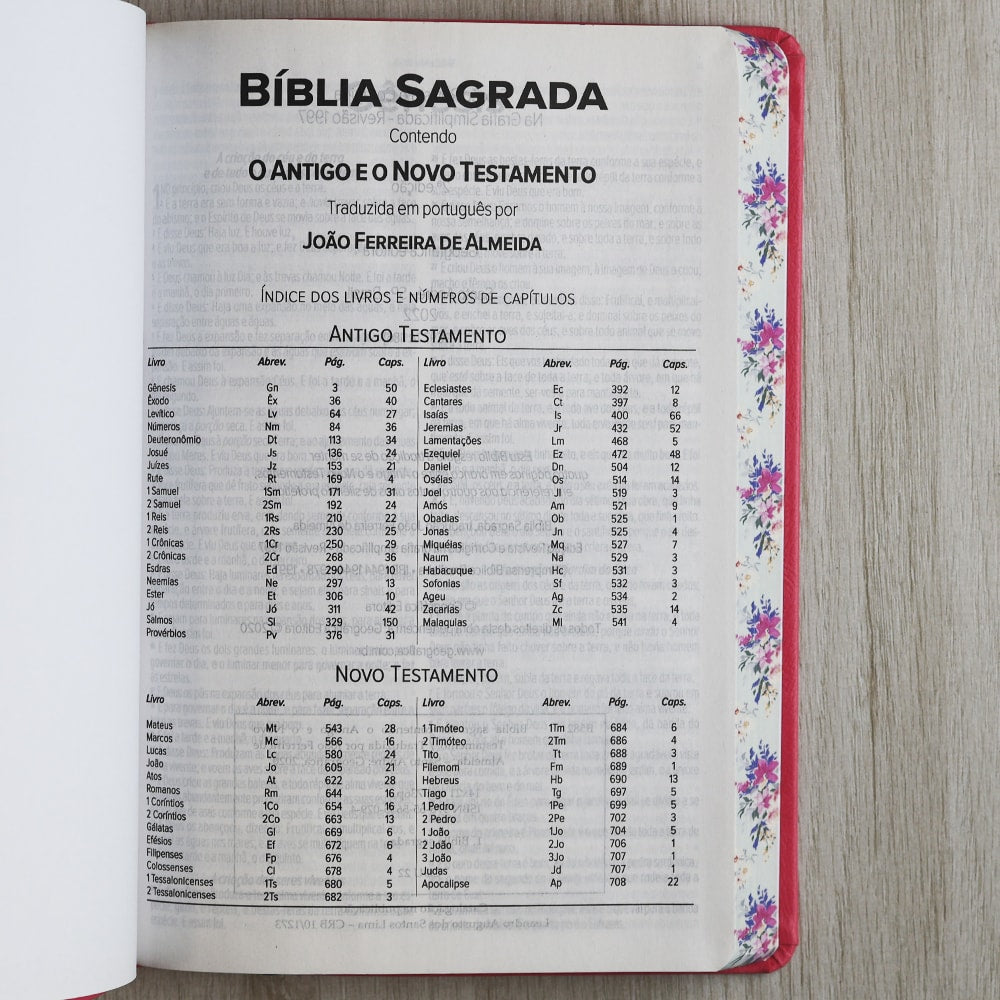 BÍBLIA SAGRADA
Contendo
O ANTIGO E O NOVO TESTAMENTO
Traduzida em português por
JOÃO FERREIRA DE ALMEIDA
ÍNDICE DOS LIVROS E NÚMEROS DE CAPÍTULOS
ANTIGO TESTAMENTO
Livro Abrev. Pág. Caps.
Gênesis Gn 3 50
Êxodo Êx 36 40
Levítico Lv 64 27
Números Nm 84 36
Deuteronômio Dt 113 34
Josué Js 136 24
Juízes Jz 153 21
Rute Rt 169 4
1 Samuel 1Sm 171 31
2 Samuel 2Sm 192 24
1 Reis 1Rs 210 22
2 Reis 2Rs 230 25
1 Crônicas 1Cr 250 29
2 Crônicas 2Cr 268 36
Esdras Ed 290 10
Neemias Ne 297 13
Ester Et 306 10
Jó Jó 311 42
Salmos Sl 329 150
Provérbios Pv 376 31
Livro Abrev. Pág. Caps.
Eclesiastes Ec 392 12
Cantares Ct 397 8
Isaías Is 400 66
Jeremias Jr 432 52
Lamentações Lm 468 5
Ezequiel Ez 472 48
Daniel Dn 504 12
Oséias Os 514 14
Joel Jl 519 3
Amós Am 521 9
Obadias Ob 525 1
Jonas Jn 525 4
Miquéias Mq 527 7
Naum Na 529 3
Habacuque Hc 531 3
Sofonias Sf 532 3
Ageu Ag 534 2
Zacarias Zc 535 14
Malaquias Ml 541 4
NOVO TESTAMENTO
Livro Abrev. Pág. Caps.
Mateus Mt 543 28
Marcos Mc 566 16
Lucas Lc 580 24
João Jo 605 21
Atos At 622 28
Romanos Rm 644 16
1 Coríntios 1Co 654 16
2 Coríntios 2Co 663 13
Gálatas Gl 669 6
Efésios Ef 672 6
Filipenses Fp 676 4
Colossenses Cl 678 4
1 Tessalonicenses 1Ts 680 5
2 Tessalonicenses 2Ts 682 3
Livro Abrev. Pág. Caps.
1 Timóteo 1Tm 684 6
2 Timóteo 2Tm 686 4
Tito Tt 688 3
Filemom Fm 689 1
Hebreus Hb 690 13
Tiago Tg 697 5
1 Pedro 1Pe 699 5
2 Pedro 2Pe 702 3
1 João 1Jo 704 5
2 João 2Jo 706 1
3 João 3Jo 707 1
Judas Jd 707 1
Apocalipse Ap 708 22